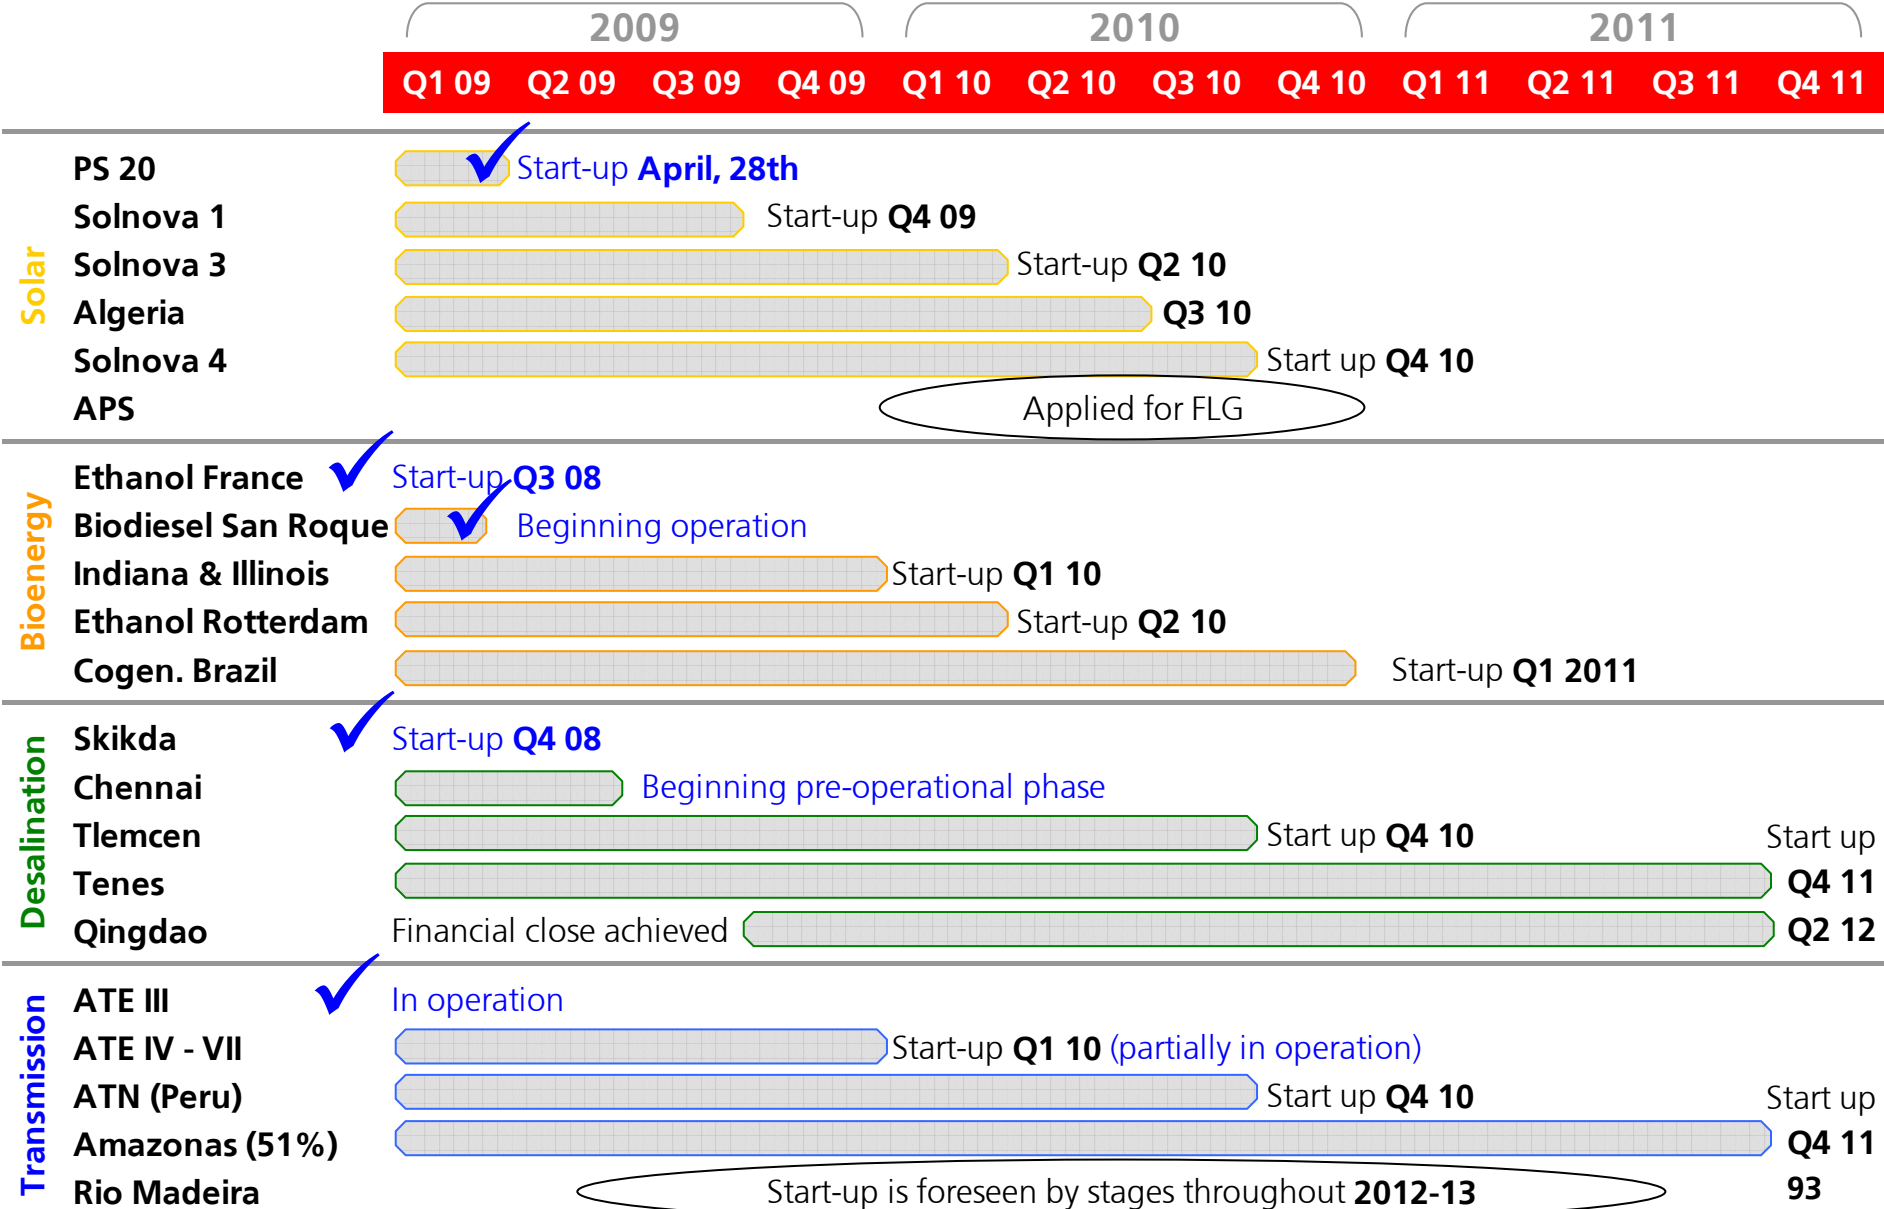 2009 2010 2011
Q1 09 Q2 09 Q3 09 Q4 09 Q1 10 Q2 10 Q3 10 Q4 10 Q1 11 Q2 11 Q3 11 Q4 11
Solar
PS 20 Start-up April, 28th
Solnova 1 Start-up Q4 09
Solnova 3 Start-up Q2 10
Algeria Q3 10
Solnova 4 Start up Q4 10
APS Applied for FLG
Bioenergy
Ethanol France Start-up Q3 08
Biodiesel San Roque Beginning operation
Indiana & Illinois Start-up Q1 10
Ethanol Rotterdam Start-up Q2 10
Cogen. Brazil Start-up Q1 2011
Desalination
Skikda Start-up Q4 08
Chennai Beginning pre-operational phase
Tlemcen Start up Q4 10
Start up
Tenes Q4 11
Qingdao Financial close achieved Q2 12
Transmission
ATE III In operation
ATE IV - VII Start-up Q1 10 (partially in operation)
ATN (Peru) Start up Q4 10
Start up
Amazonas (51%) Q4 11
Rio Madeira Start-up is foreseen by stages throughout 2012-13
93